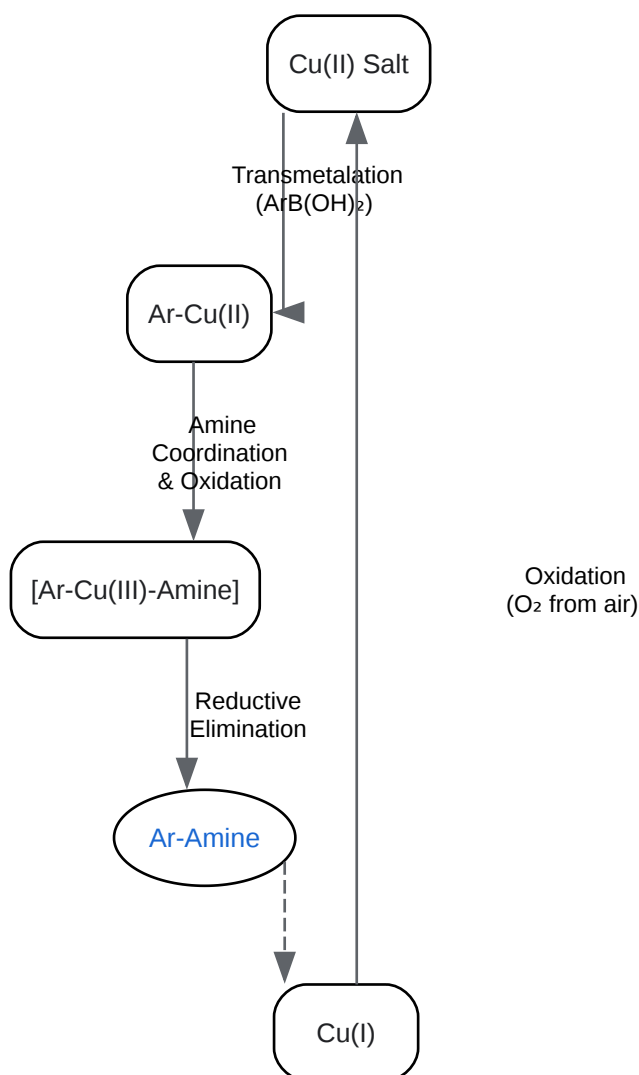 Cu(II) Salt
Transmetalation
(ArB(OH)₂)
Ar-Cu(II)
Amine
Coordination
& Oxidation
[Ar-Cu(III)-Amine]
Oxidation
(O₂ from air)
Reductive
Elimination
Ar-Amine
Cu(I)